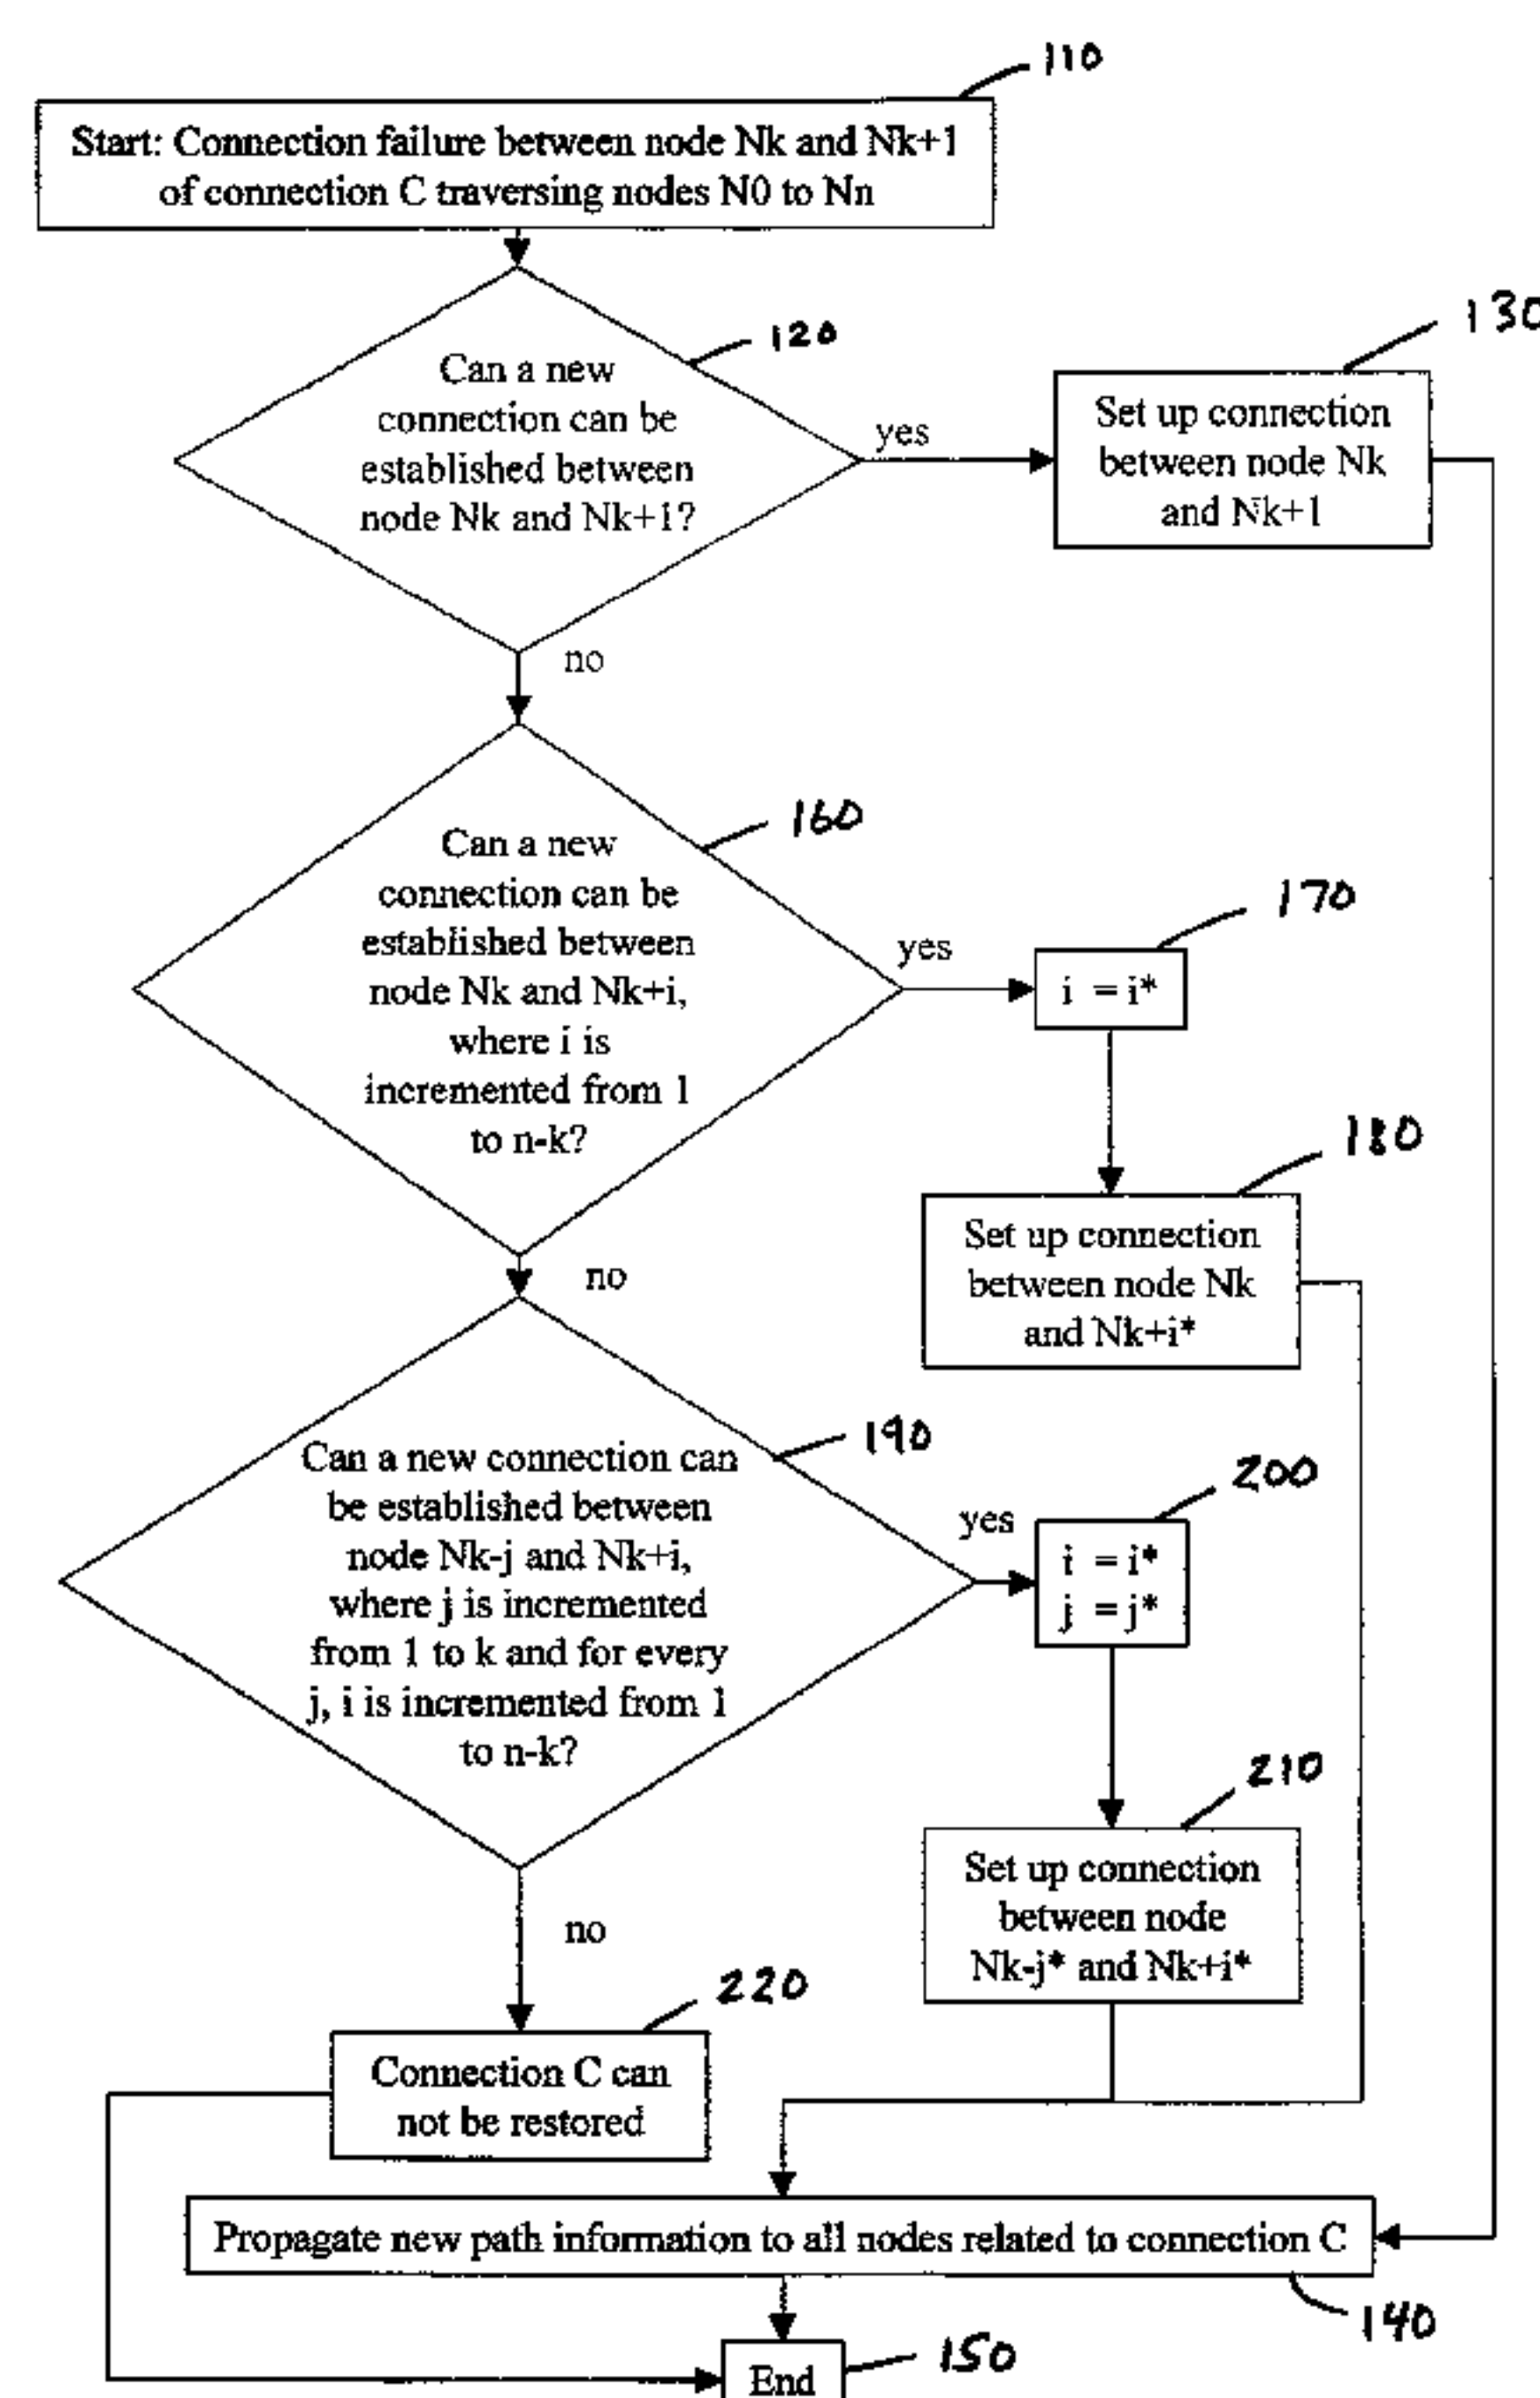 110
Start: Connection failure between node Nk and Nk+1
of connection C traversing nodes N0 to Nn
120
Can a new
connection can be
established between
node Nk and Nk+1?
yes
130
Set up connection
between node Nk
and Nk+1
no
160
Can a new
connection can be
established between
node Nk and Nk+i,
where i is
incremented from 1
to n-k?
yes
170
i = i*
180
Set up connection
between node Nk
and Nk+i*
no
190
Can a new connection can
be established between
node Nk-j and Nk+i,
where j is incremented
from 1 to k and for every
j, i is incremented from 1
to n-k?
yes
200
i = i*
j = j*
210
Set up connection
between node
Nk-j* and Nk+i*
no
220
Connection C can
not be restored
Propagate new path information to all nodes related to connection C
140
End
150